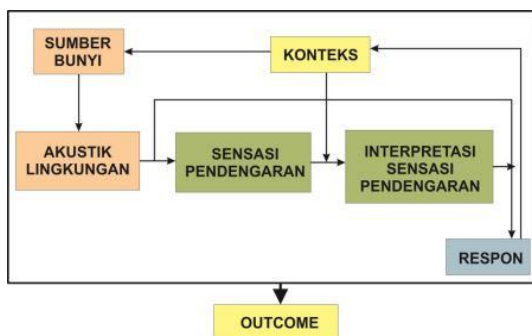 SUMBER
BUNYI
KONTEKS
AKUSTIK
LINGKUNGAN
SENSASI
PENDENGARAN
INTERPRETASI
SENSASI
PENDENGARAN
RESPON
OUTCOME